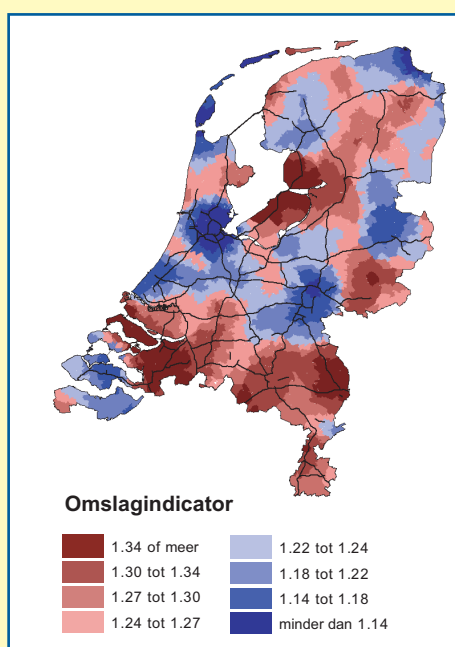 Omslagindicator
1.34 of meer
1.30 tot 1.34
1.27 tot 1.30
1.24 tot 1.27
1.22 tot 1.24
1.18 tot 1.22
1.14 tot 1.18
minder dan 1.14